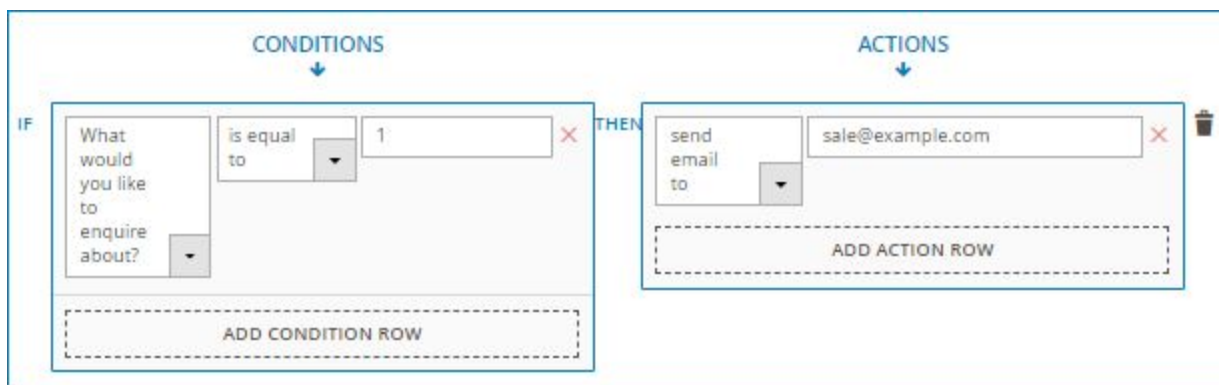 CONDITIONS
ACTIONS
IF
What
would
you like
to
enquire
about?
is equal
to
1
THEN
send
email
to
sale@example.com
ADD ACTION ROW
ADD CONDITION ROW